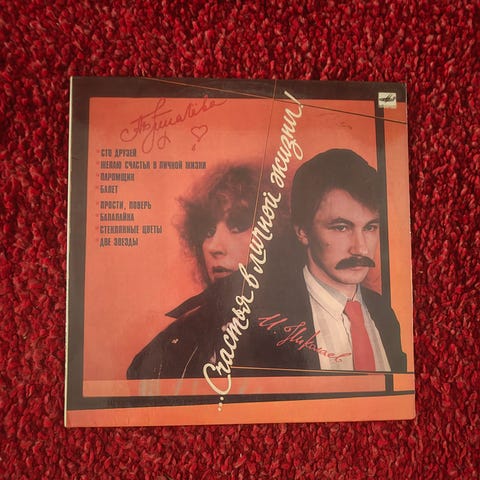 А.Пугачёва
СТО ДРУЗЕЙ
ЖЕЛАЮ СЧАСТЬЯ В ЛИЧНОЙ ЖИЗНИ
ПАРОМЩИК
БАЛЕТ
ПРОСТИ, ПОВЕРЬ
БАЛАЛАЙКА
СТЕКЛЯННЫЕ ЦВЕТЫ
ДВЕ ЗВЕЗДЫ
...Счастья в личной жизни!
И. Николаев